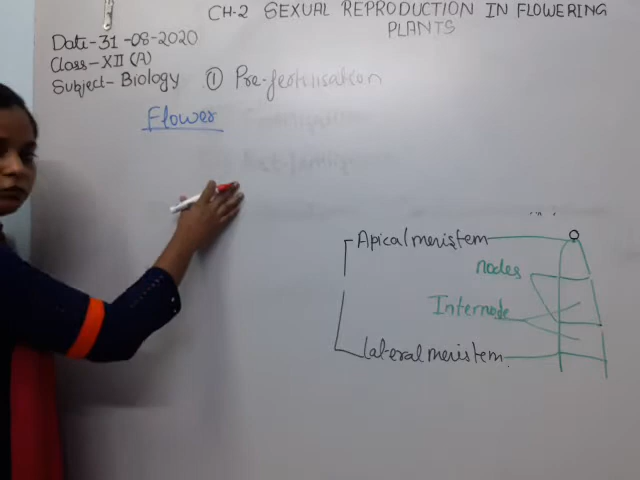 CH-2 SEXUAL REPRODUCTION IN FLOWERING
PLANTS
Date-31-08-2020
Class-XII (A)
Subject- Biology
① Pre-fertilisation
Flower
Apical meristem
nodes
Internode
lateral meristem